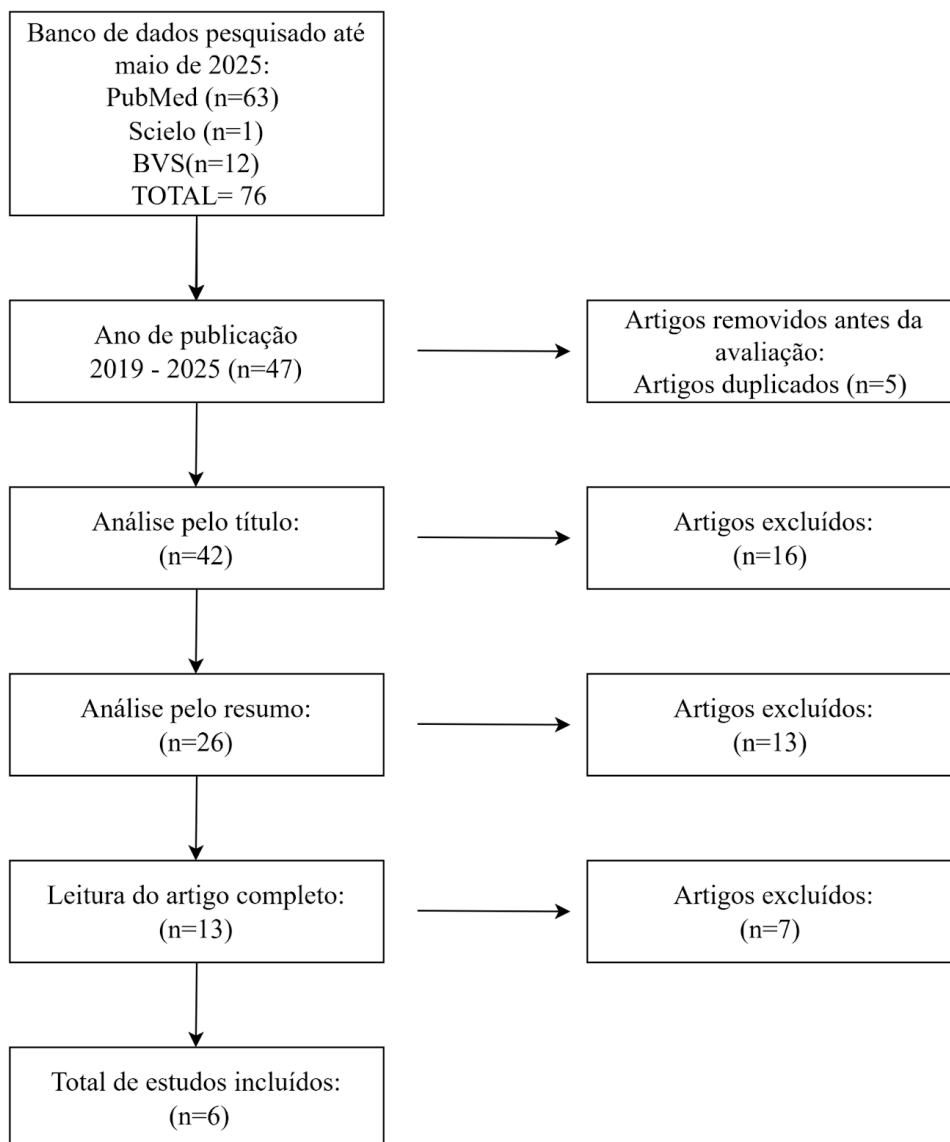 Banco de dados pesquisado até
maio de 2025:
PubMed (n=63)
Scielo (n=1)
BVS(n=12)
TOTAL= 76
Ano de publicação
2019 - 2025 (n=47)
Artigos removidos antes da
avaliação:
Artigos duplicados (n=5)
Análise pelo título:
(n=42)
Artigos excluídos:
(n=16)
Análise pelo resumo:
(n=26)
Artigos excluídos:
(n=13)
Leitura do artigo completo:
(n=13)
Artigos excluídos:
(n=7)
Total de estudos incluídos:
(n=6)